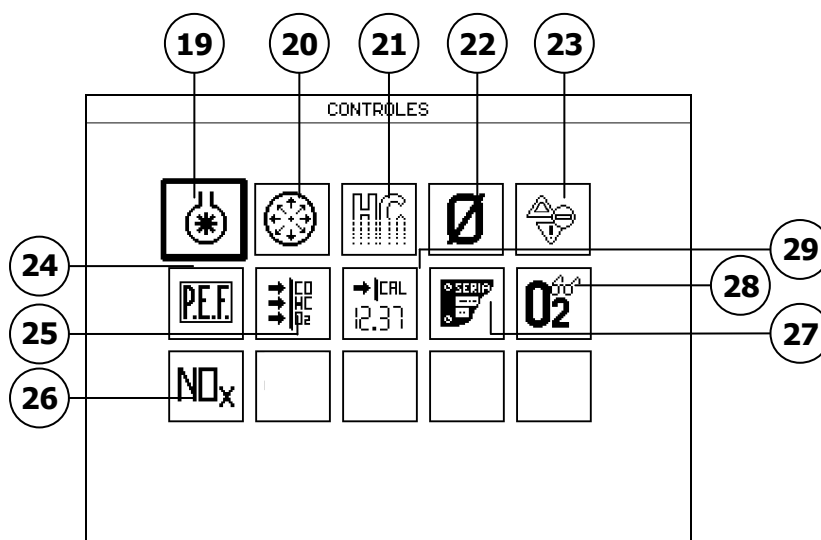 19 20 21 22 23
CONTROLES
HC Ø
24 29
P.E.F. CO HC O2 CAL 12.37 SERIA O2
25 28
27
26 NOx